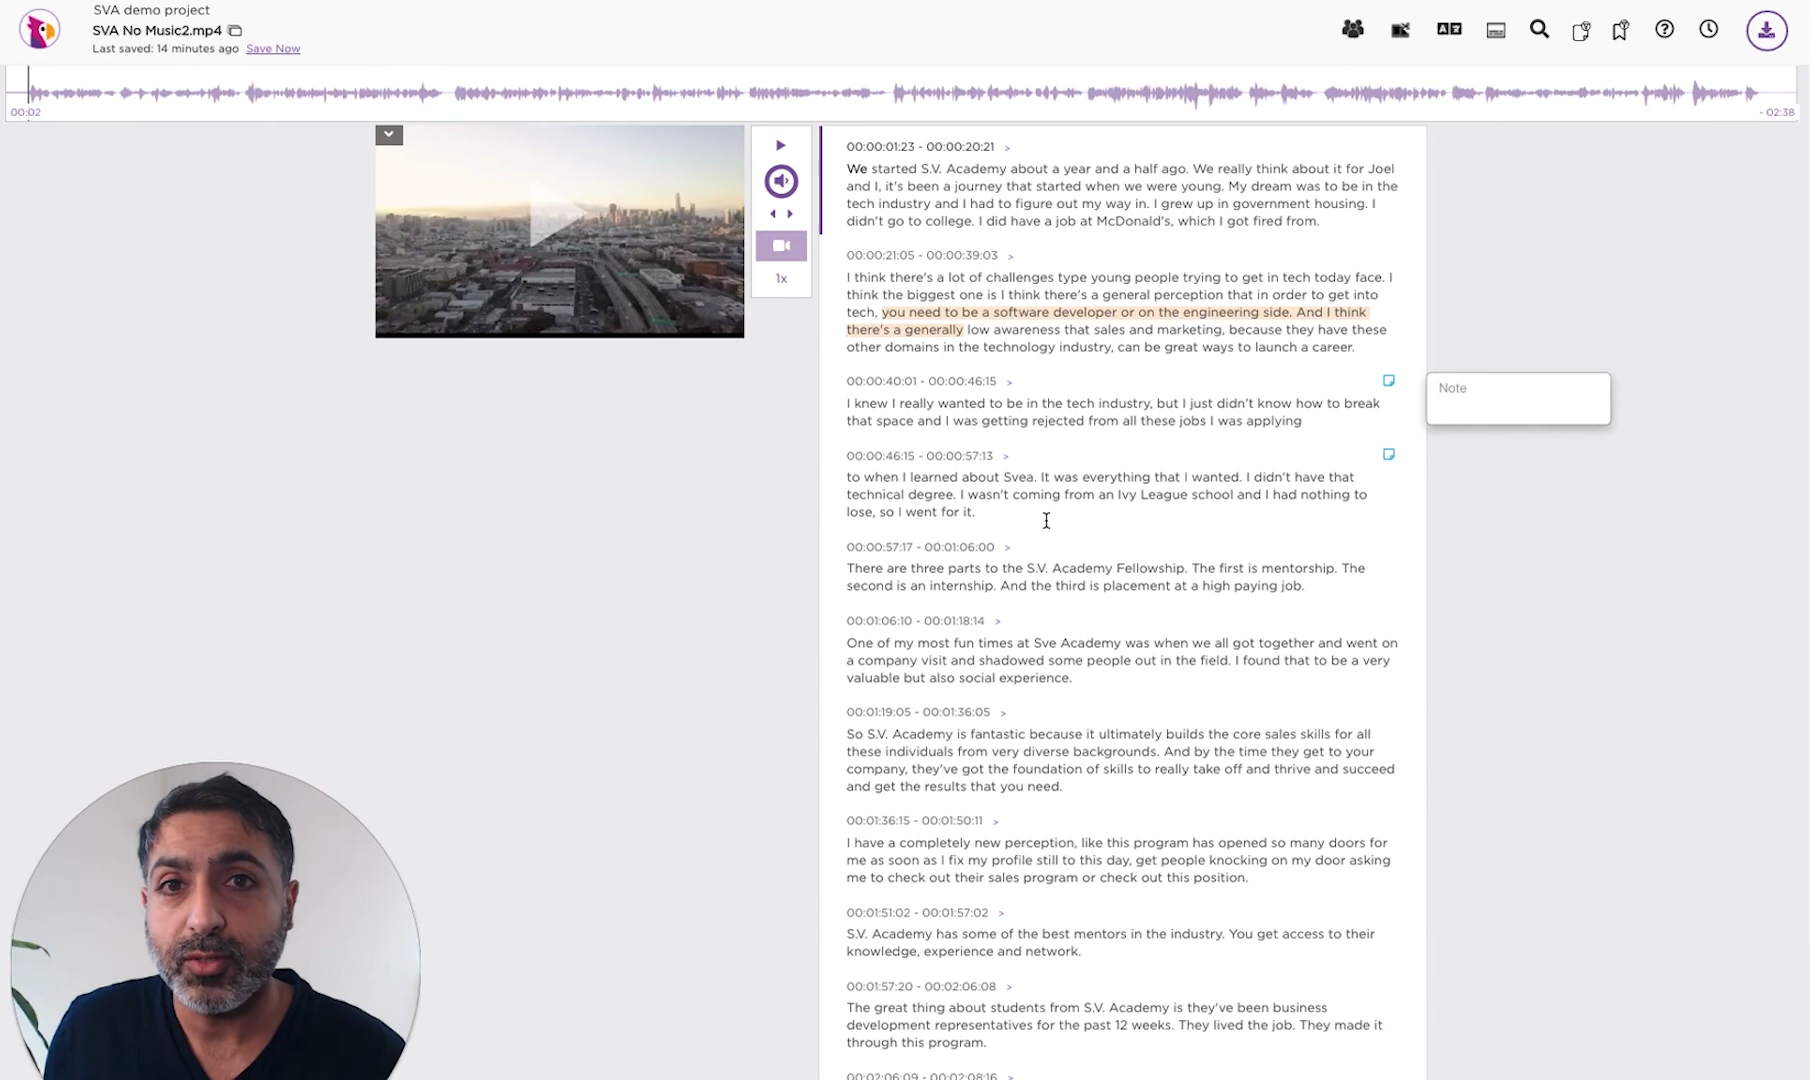 SVA demo project
SVA No Music2.mp4
Last saved: 14 minutes ago Save Now
00:02
- 02:38
1x
00:00:01:23 - 00:00:20:21 >
We started S.V. Academy about a year and a half ago. We really think about it for Joel
and I, it's been a journey that started when we were young. My dream was to be in the
tech industry and I had to figure out my way in. I grew up in government housing. I
didn't go to college. I did have a job at McDonald's, which I got fired from.
00:00:21:05 - 00:00:39:03 >
I think there's a lot of challenges type young people trying to get in tech today face. I
think the biggest one is I think there's a general perception that in order to get into
tech, you need to be a software developer or on the engineering side. And I think
there's a generally low awareness that sales and marketing, because they have these
other domains in the technology industry, can be great ways to launch a career.
00:00:40:01 - 00:00:46:15 >
Note
I knew I really wanted to be in the tech industry, but I just didn't know how to break
that space and I was getting rejected from all these jobs I was applying
00:00:46:15 - 00:00:57:13 >
to when I learned about Svea. It was everything that I wanted. I didn't have that
technical degree. I wasn't coming from an Ivy League school and I had nothing to
lose, so I went for it.
00:00:57:17 - 00:01:06:00 >
There are three parts to the S.V. Academy Fellowship. The first is mentorship. The
second is an internship. And the third is placement at a high paying job.
00:01:06:10 - 00:01:18:14 >
One of my most fun times at Sve Academy was when we all got together and went on
a company visit and shadowed some people out in the field. I found that to be a very
valuable but also social experience.
00:01:19:05 - 00:01:36:05 >
So S.V. Academy is fantastic because it ultimately builds the core sales skills for all
these individuals from very diverse backgrounds. And by the time they get to your
company, they've got the foundation of skills to really take off and thrive and succeed
and get the results that you need.
00:01:36:15 - 00:01:50:11 >
I have a completely new perception, like this program has opened so many doors for
me as soon as I fix my profile still to this day, get people knocking on my door asking
me to check out their sales program or check out this position.
00:01:51:02 - 00:01:57:02 >
S.V. Academy has some of the best mentors in the industry. You get access to their
knowledge, experience and network.
00:01:57:20 - 00:02:06:08 >
The great thing about students from S.V. Academy is they've been business
development representatives for the past 12 weeks. They lived the job. They made it
through this program.
00:02:06:09 - 00:02:08:16 >